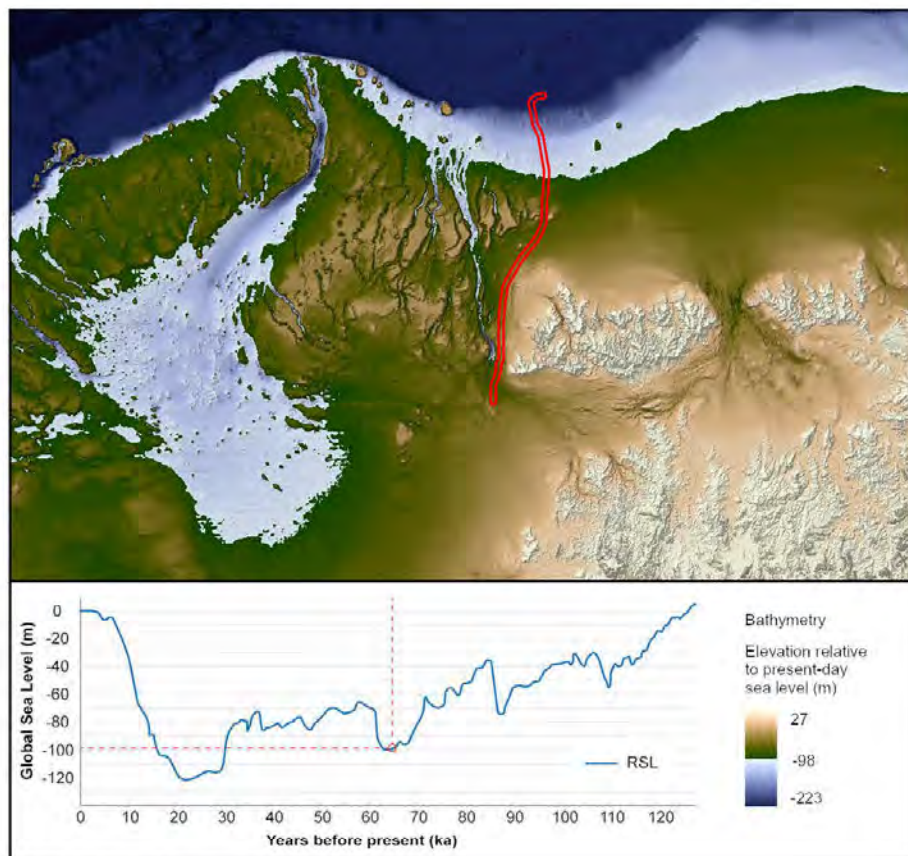 0
-20
-40
-60
-80
-100
-120
Global Sea Level (m)
0 10 20 30 40 50 60 70 80 90 100 110 120
Years before present (ka)
RSL
Bathymetry
Elevation relative
to present-day
sea level (m)
27
-98
-223